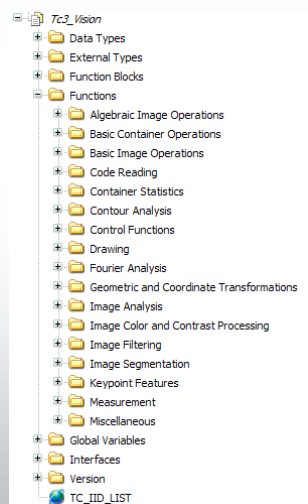 Tc3_Vision
Data Types
External Types
Function Blocks
Functions
Algebraic Image Operations
Basic Container Operations
Basic Image Operations
Code Reading
Container Statistics
Contour Analysis
Control Functions
Drawing
Fourier Analysis
Geometric and Coordinate Transformations
Image Analysis
Image Color and Contrast Processing
Image Filtering
Image Segmentation
Keypoint Features
Measurement
Miscellaneous
Global Variables
Interfaces
Version
TC_IID_LIST